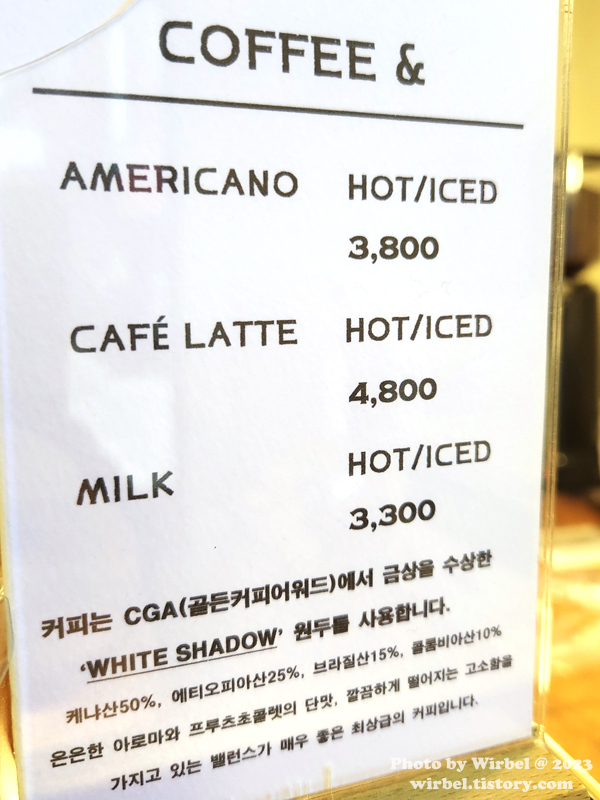 COFFEE &
AMERICANO HOT/ICED
3,800
CAFÉ LATTE HOT/ICED
4,800
MILK HOT/ICED
3,300
커피는 CGA(골든커피어워드)에서 금상을 수상한
‘WHITE SHADOW’ 원두를 사용합니다.
케냐산50%, 에티오피아산25%, 브라질산15%, 콜롬비아산10%
은은한 아로마와 프루츠초콜렛의 단맛, 깔끔하게 떨어지는 고소함을
가지고 있는 밸런스가 매우 좋은 최상급의 커피입니다.
Photo by Wirbel @ 2023
wirbel.tistory.com